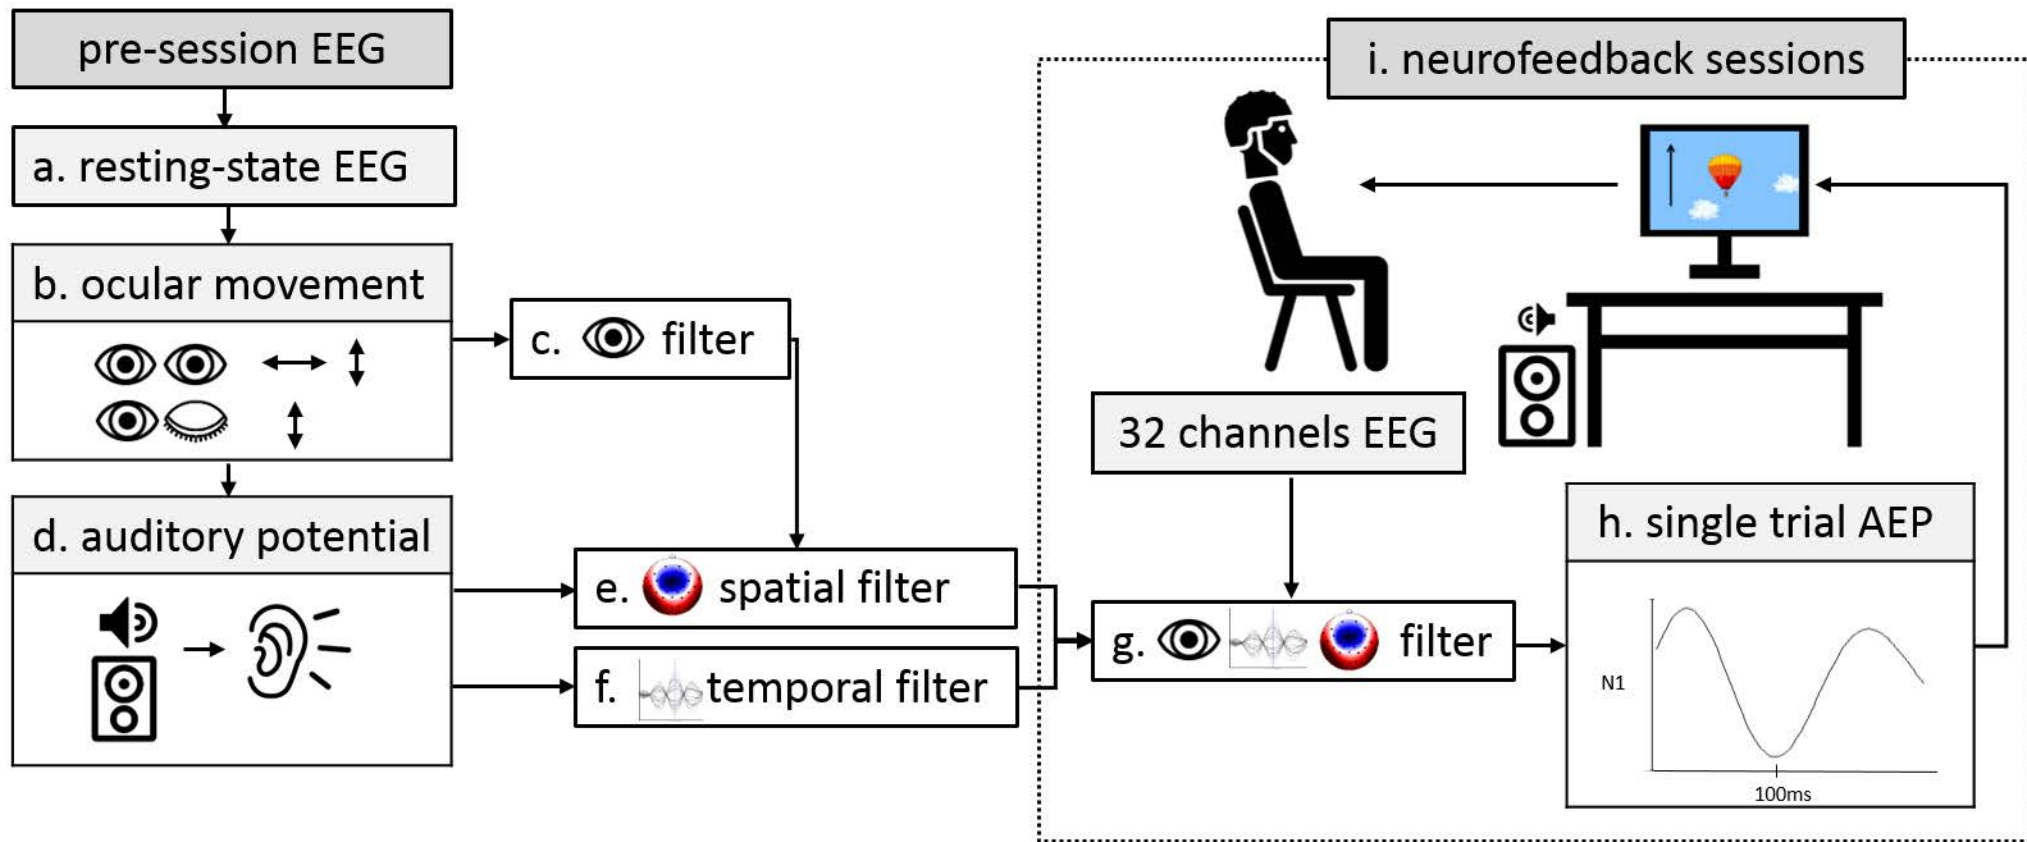 pre-session EEG
a. resting-state EEG
b. ocular movement
c. filter
d. auditory potential
e. spatial filter
f. temporal filter
i. neurofeedback sessions
32 channels EEG
g. filter
h. single trial AEP
N1
100ms